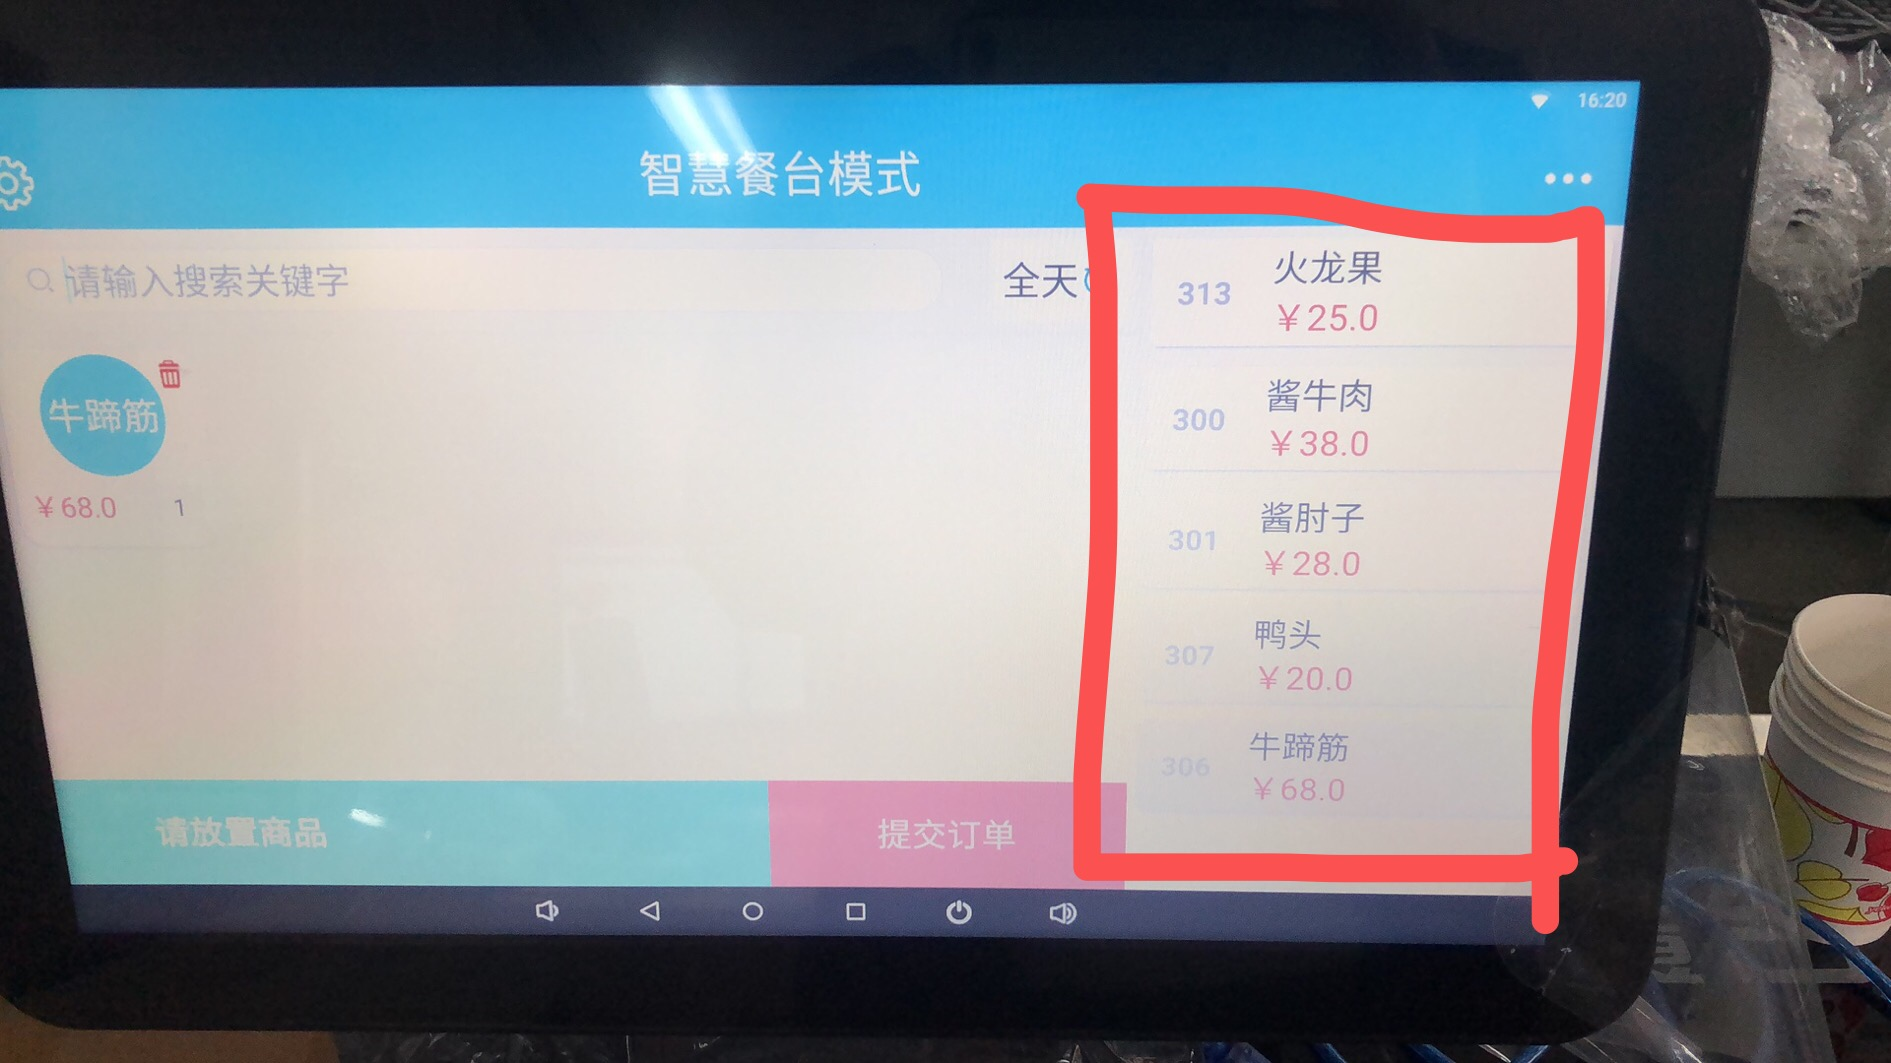 16:20
智慧餐台模式
请输入搜索关键字
全天
牛蹄筋
¥68.0 1
313 火龙果
¥25.0
300 酱牛肉
¥38.0
301 酱肘子
¥28.0
307 鸭头
¥20.0
306 牛蹄筋
¥68.0
请放置商品
提交订单